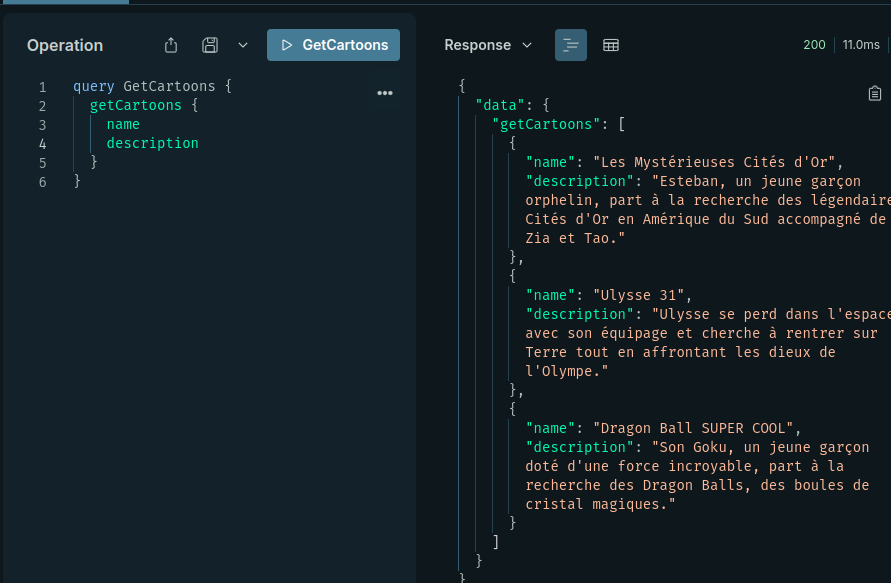 Operation
GetCartoons
1 query GetCartoons {
2 getCartoons {
3 name
4 description
5 }
6 }
Response
200 11.0ms
{
"data": {
"getCartoons": [
{
"name": "Les Mystérieuses Cités d'Or",
"description": "Esteban, un jeune garçon
orphelin, part à la recherche des légendaire
Cités d'Or en Amérique du Sud accompagné de
Zia et Tao."
},
{
"name": "Ulysse 31",
"description": "Ulysse se perd dans l'espace
avec son équipage et cherche à rentrer sur
Terre tout en affrontant les dieux de
l'Olympe."
},
{
"name": "Dragon Ball SUPER COOL",
"description": "Son Goku, un jeune garçon
doté d'une force incroyable, part à la
recherche des Dragon Balls, des boules de
cristal magiques."
}
]
}
}